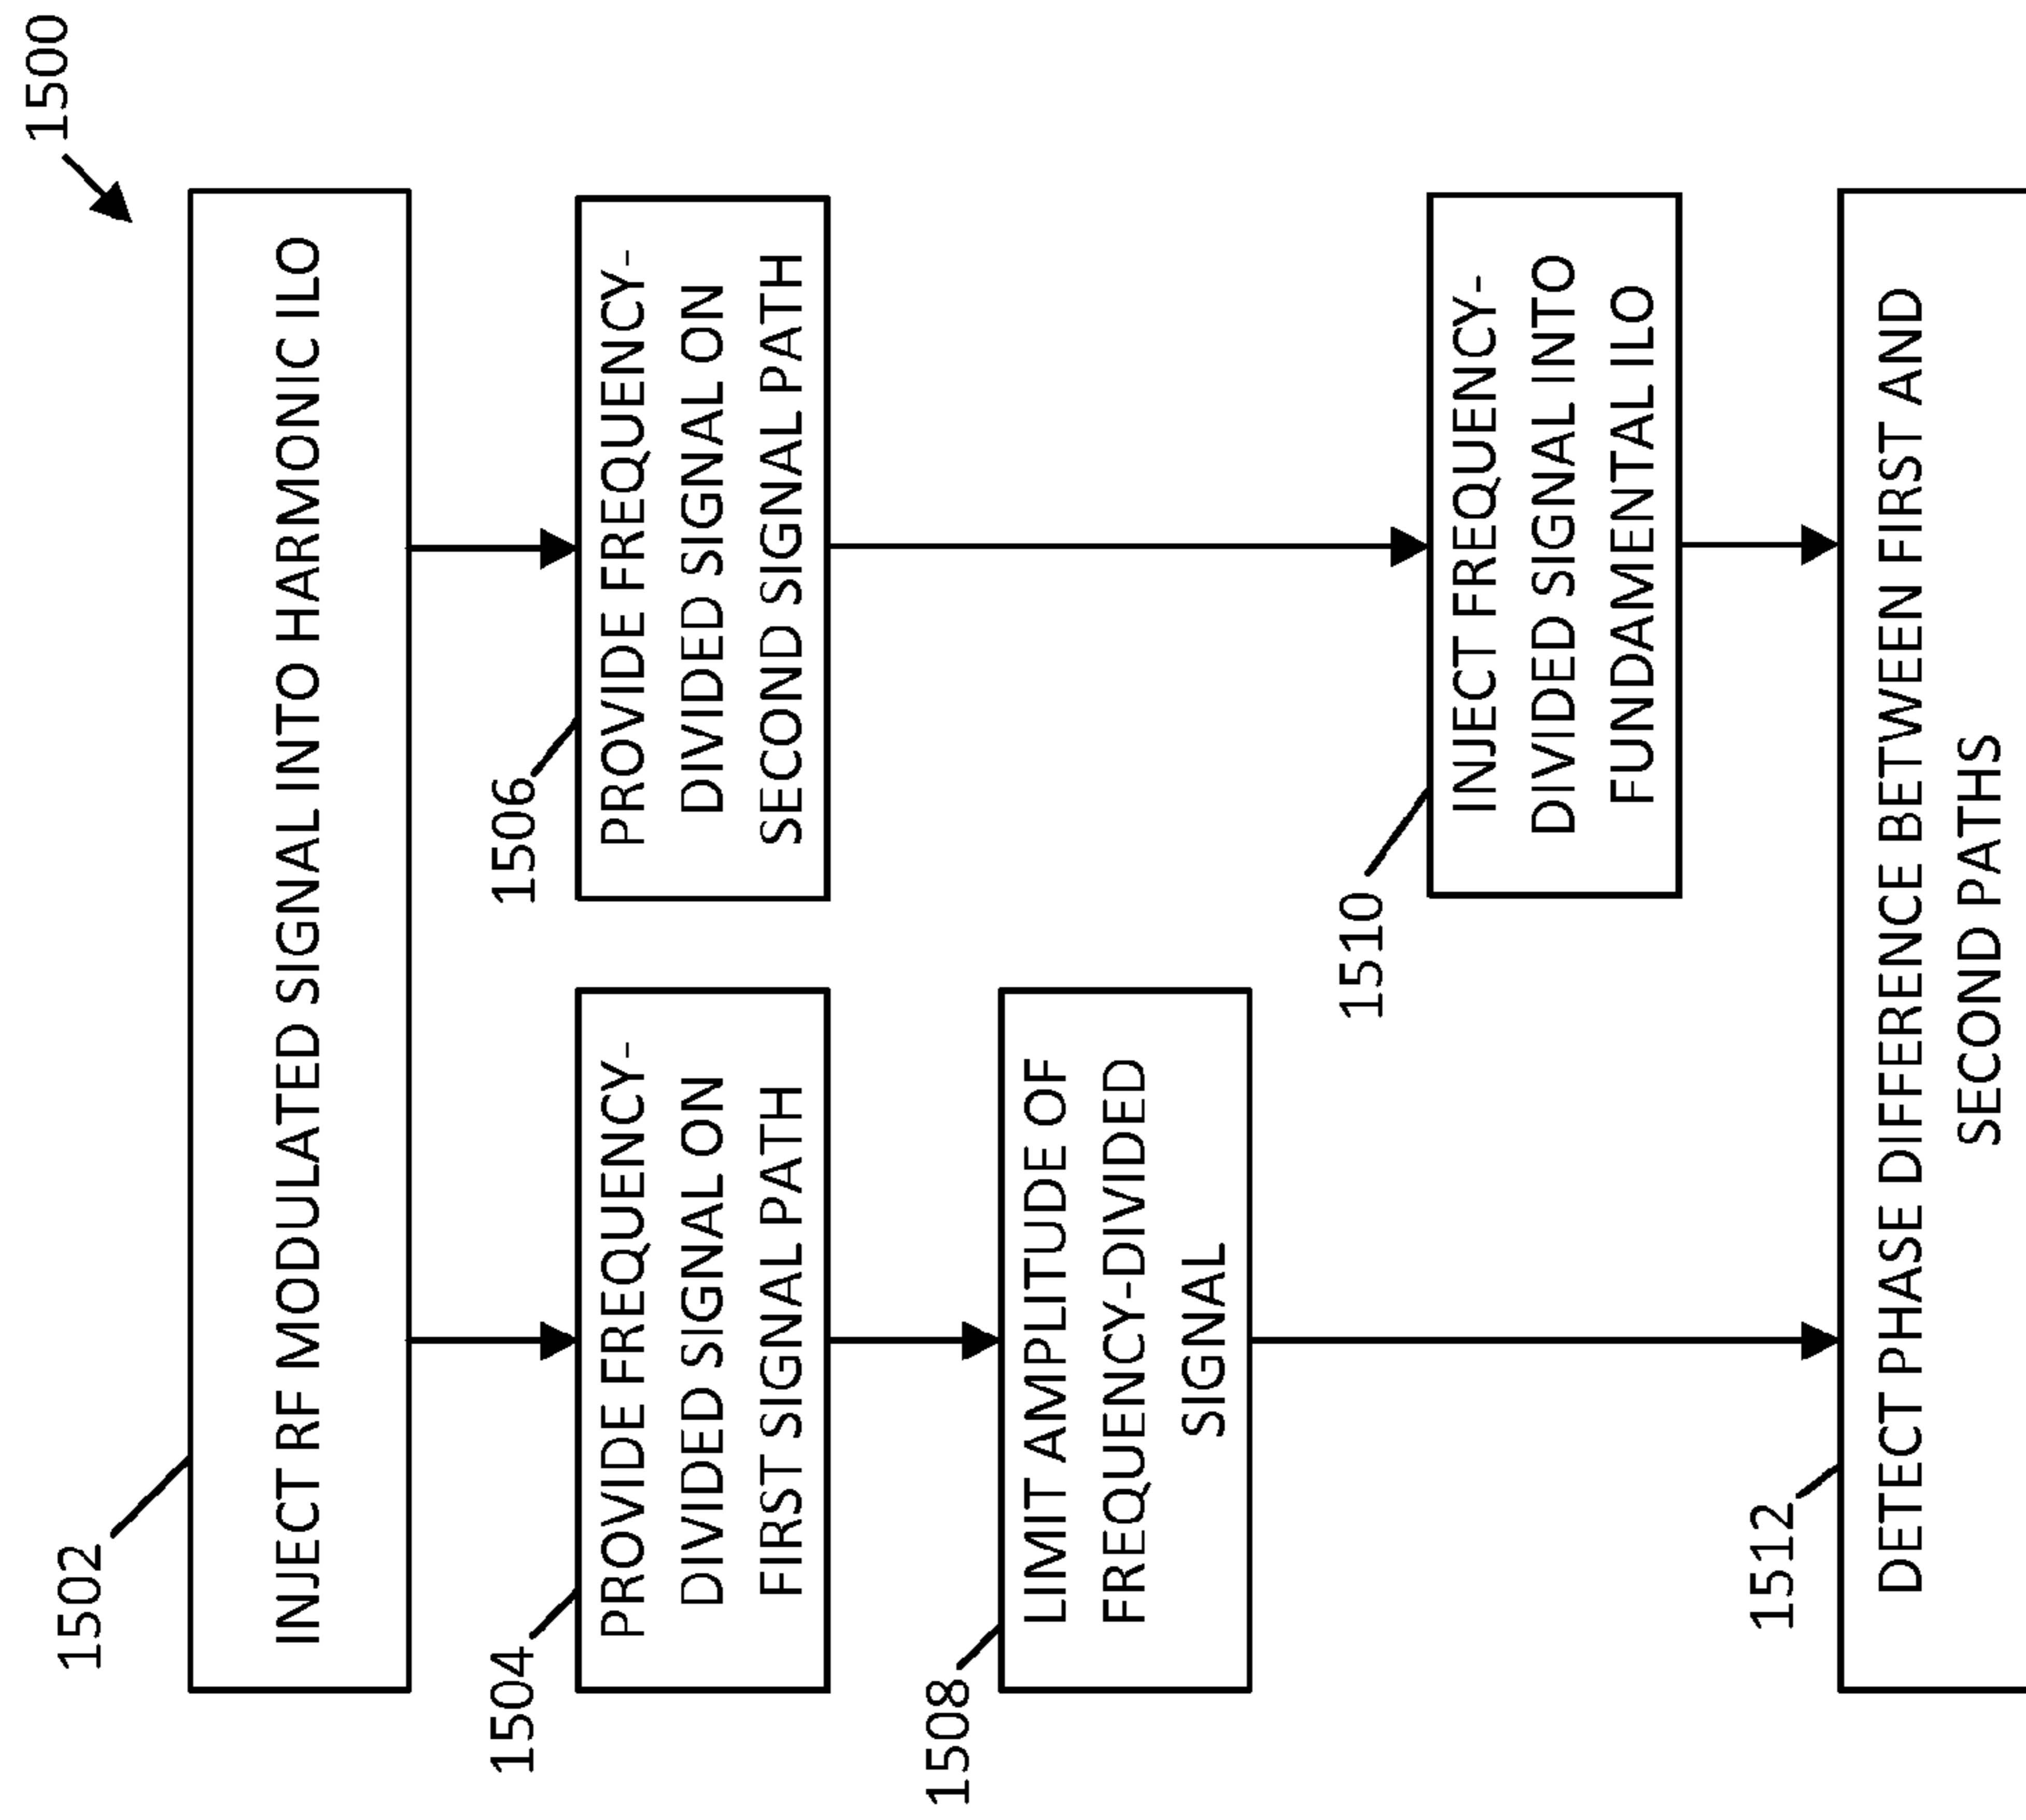 1500
1502
INJECT RF MODULATED SIGNAL INTO HARMONIC ILO
1504
PROVIDE FREQUENCY-
DIVIDED SIGNAL ON
FIRST SIGNAL PATH
1506
PROVIDE FREQUENCY-
DIVIDED SIGNAL ON
SECOND SIGNAL PATH
1508
LIMIT AMPLITUDE OF
FREQUENCY-DIVIDED
SIGNAL
1510
INJECT FREQUENCY-
DIVIDED SIGNAL INTO
FUNDAMENTAL ILO
1512
DETECT PHASE DIFFERENCE BETWEEN FIRST AND
SECOND PATHS